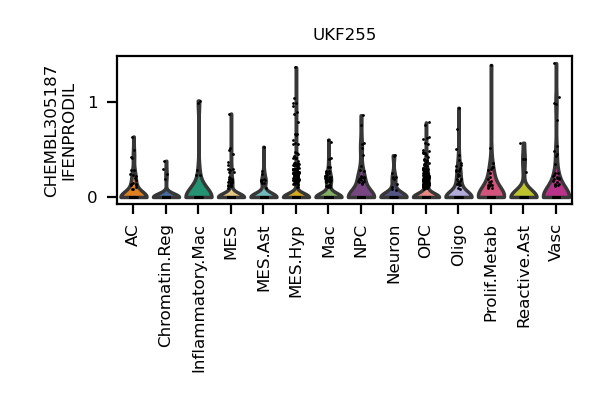 UKF255
CHEMBL305187
IFENPRODIL
1
0
AC
Chromatin.Reg
Inflammatory.Mac
MES
MES.Ast
MES.Hyp
Mac
NPC
Neuron
OPC
Oligo
Prolif.Metab
Reactive.Ast
Vasc